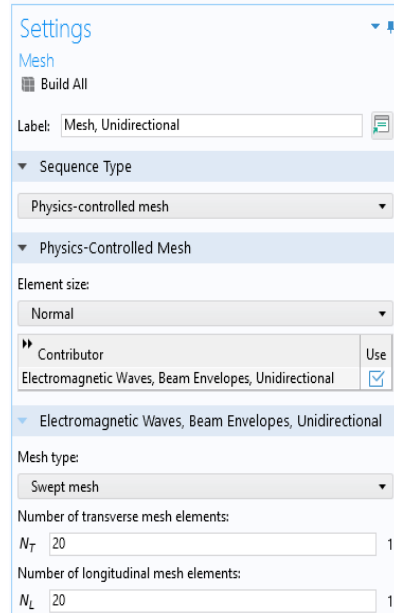 Settings
Mesh
Build All
Label: Mesh, Unidirectional
Sequence Type
Physics-controlled mesh
Physics-Controlled Mesh
Element size:
Normal
Contributor Use
Electromagnetic Waves, Beam Envelopes, Unidirectional
Electromagnetic Waves, Beam Envelopes, Unidirectional
Mesh type:
Swept mesh
Number of transverse mesh elements:
N_T 20 1
Number of longitudinal mesh elements:
N_L 20 1